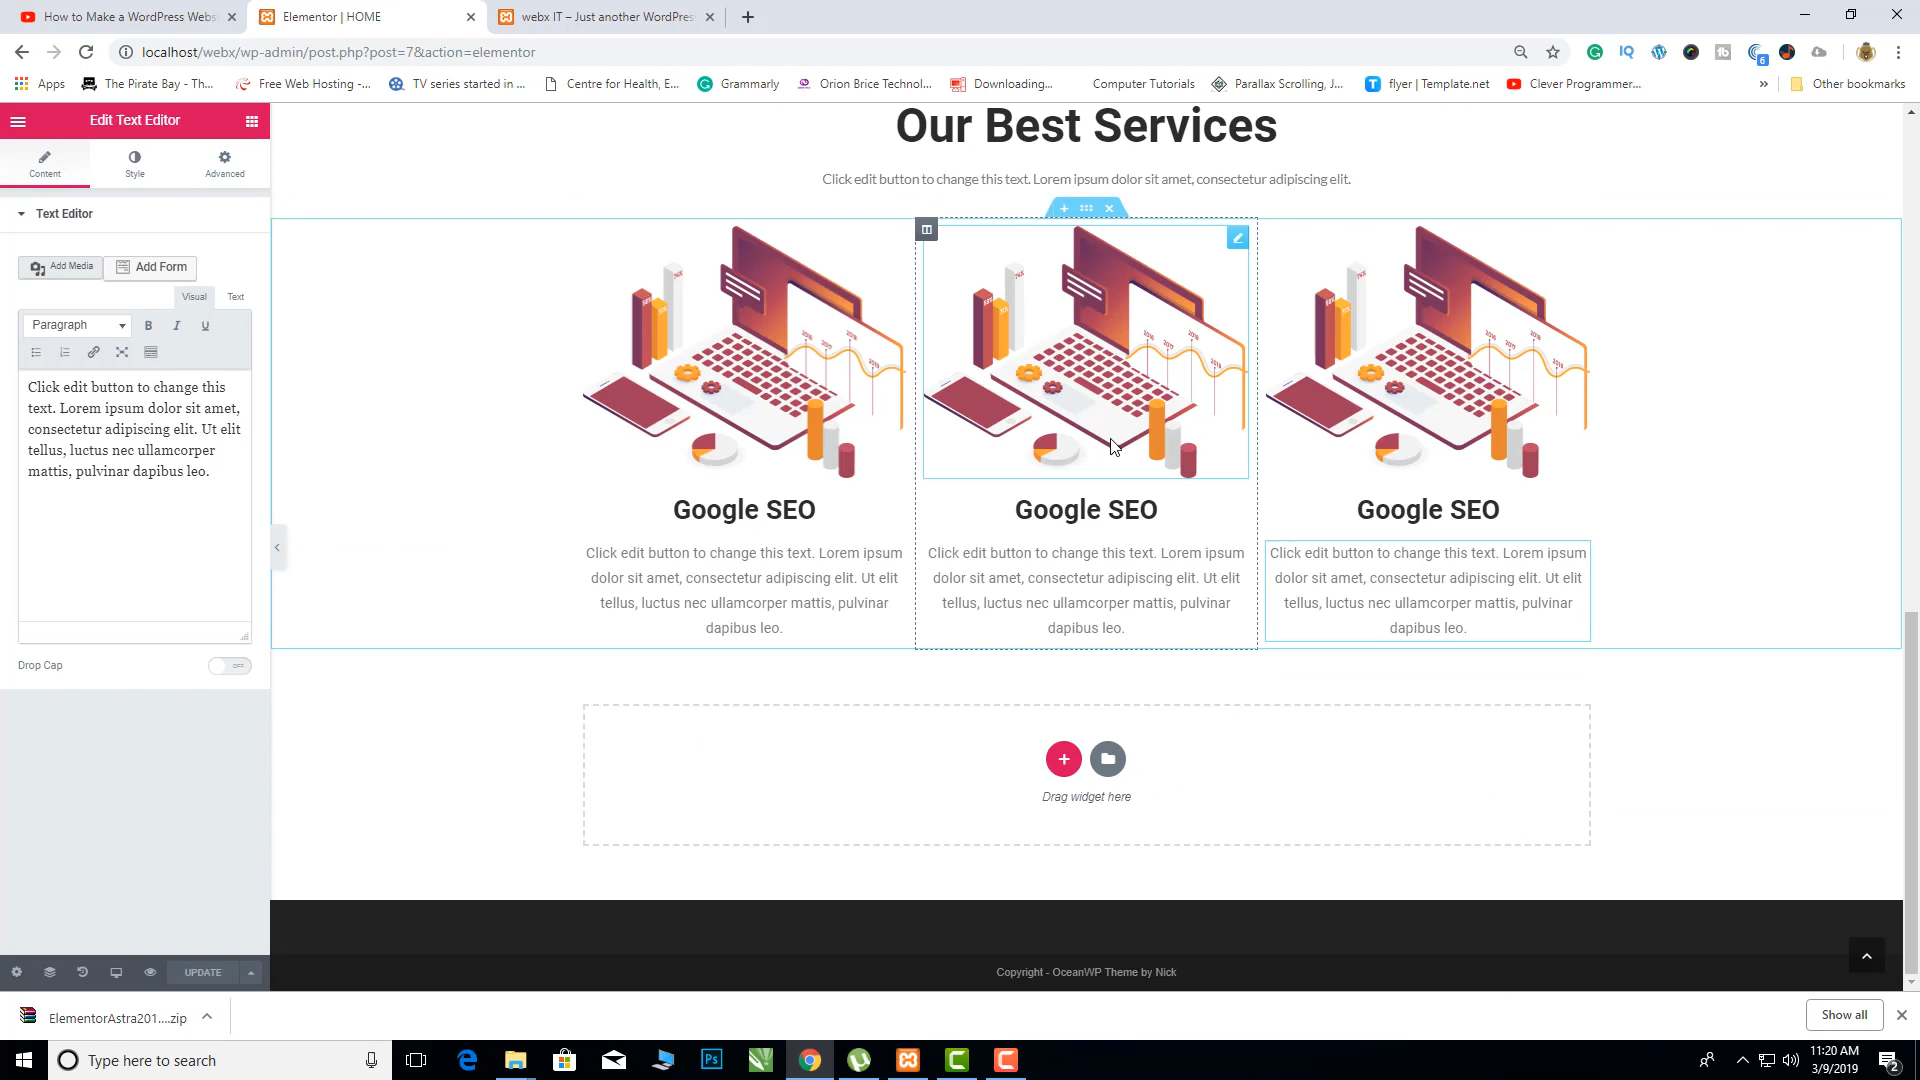 How to Make a WordPress Websi
Elementor | HOME
webx IT – Just another WordPres
localhost/webx/wp-admin/post.php?post=7&action=elementor
6
Apps
The Pirate Bay - Th...
Free Web Hosting -...
TV series started in ...
Centre for Health, E...
Grammarly
Orion Brice Technol...
Downloading...
Computer Tutorials
Parallax Scrolling, J...
flyer | Template.net
Clever Programmer...
»
Other bookmarks
Edit Text Editor
Content
Style
Advanced
Text Editor
Add Media
Add Form
Visual
Text
Paragraph
B
I
U
Click edit button to change this
text. Lorem ipsum dolor sit amet,
consectetur adipiscing elit. Ut elit
tellus, luctus nec ullamcorper
mattis, pulvinar dapibus leo.
Drop Cap
OFF
UPDATE
Our Best Services
Click edit button to change this text. Lorem ipsum dolor sit amet, consectetur adipiscing elit.
Google SEO
Click edit button to change this text. Lorem ipsum
dolor sit amet, consectetur adipiscing elit. Ut elit
tellus, luctus nec ullamcorper mattis, pulvinar
dapibus leo.
Google SEO
Click edit button to change this text. Lorem ipsum
dolor sit amet, consectetur adipiscing elit. Ut elit
tellus, luctus nec ullamcorper mattis, pulvinar
dapibus leo.
Google SEO
Click edit button to change this text. Lorem ipsum
dolor sit amet, consectetur adipiscing elit. Ut elit
tellus, luctus nec ullamcorper mattis, pulvinar
dapibus leo.
Drag widget here
Copyright - OceanWP Theme by Nick
ElementorAstra201....zip
Show all
Type here to search
Ps
11:20 AM
3/9/2019
2